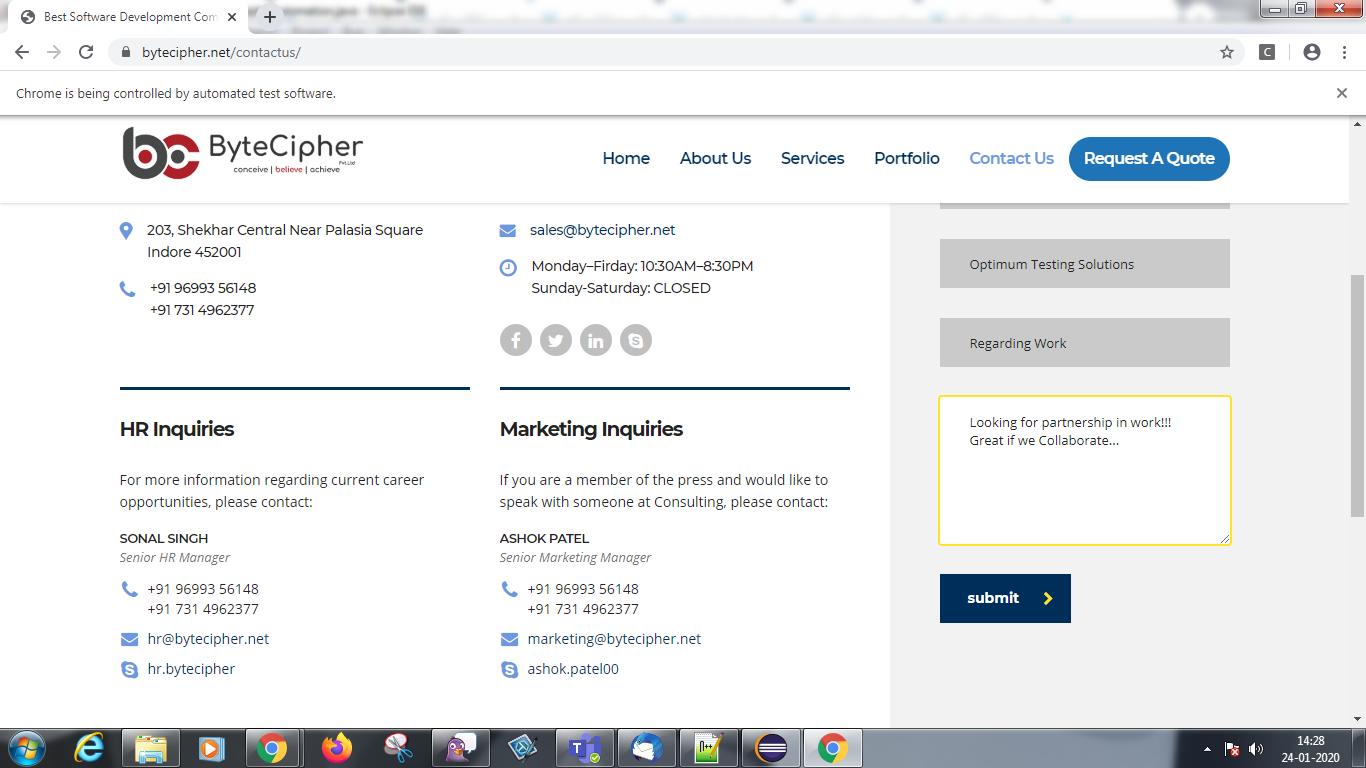 Best Software Development Com
bytecipher.net/contactus/
Chrome is being controlled by automated test software.
bc ByteCipher
Pvt.Ltd
conceive | believe | achieve
Home
About Us
Services
Portfolio
Contact Us
Request A Quote
203, Shekhar Central Near Palasia Square
Indore 452001
+91 96993 56148
+91 731 4962377
sales@bytecipher.net
Monday–Firday: 10:30AM–8:30PM
Sunday-Saturday: CLOSED
HR Inquiries
For more information regarding current career
opportunities, please contact:
SONAL SINGH
Senior HR Manager
+91 96993 56148
+91 731 4962377
hr@bytecipher.net
hr.bytecipher
Marketing Inquiries
If you are a member of the press and would like to
speak with someone at Consulting, please contact:
ASHOK PATEL
Senior Marketing Manager
+91 96993 56148
+91 731 4962377
marketing@bytecipher.net
ashok.patel00
Optimum Testing Solutions
Regarding Work
Looking for partnership in work!!!
Great if we Collaborate...
submit
14:28
24-01-2020